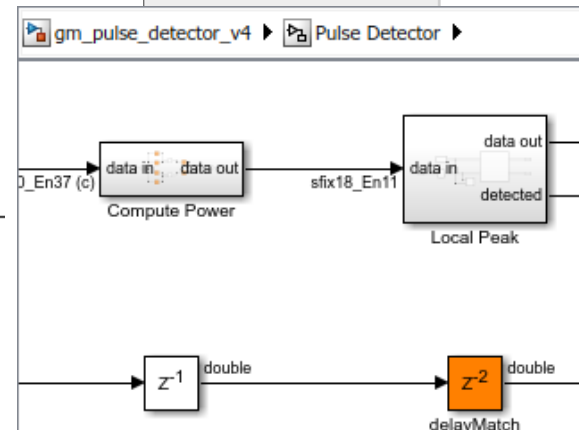 gm_pulse_detector_v4 Pulse Detector
data out
data in data out data in
0_En37 (c) sfix18_En11
detected
Compute Power
Local Peak
double double
z-1 z-2
delayMatch